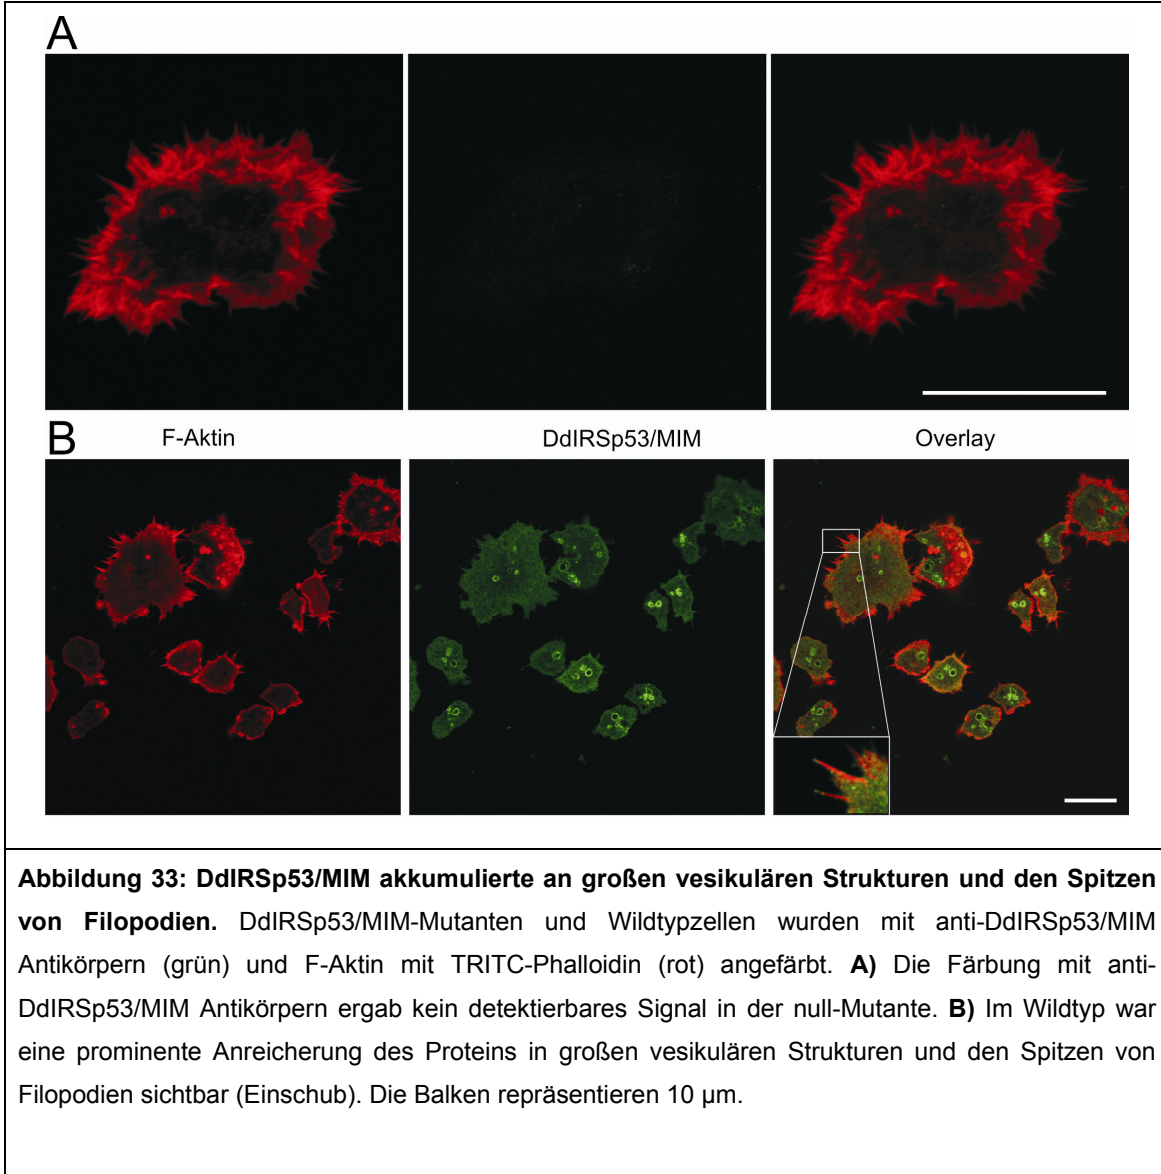 A
B
F-Aktin DdIRSp53/MIM Overlay
Abbildung 33: DdIRSp53/MIM akkumulierte an großen vesikulären Strukturen und den Spitzen
von Filopodien. DdIRSp53/MIM-Mutanten und Wildtypzellen wurden mit anti-DdIRSp53/MIM
Antikörpern (grün) und F-Aktin mit TRITC-Phalloidin (rot) angefärbt. A) Die Färbung mit anti-
DdIRSp53/MIM Antikörpern ergab kein detektierbares Signal in der null-Mutante. B) Im Wildtyp war
eine prominente Anreicherung des Proteins in großen vesikulären Strukturen und den Spitzen von
Filopodien sichtbar (Einschub). Die Balken repräsentieren 10 µm.